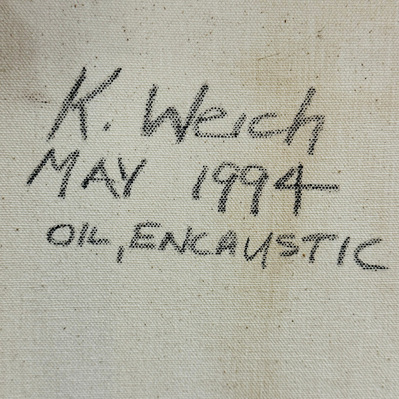 K. Weich
MAY 1994
OIL, ENCAUSTIC